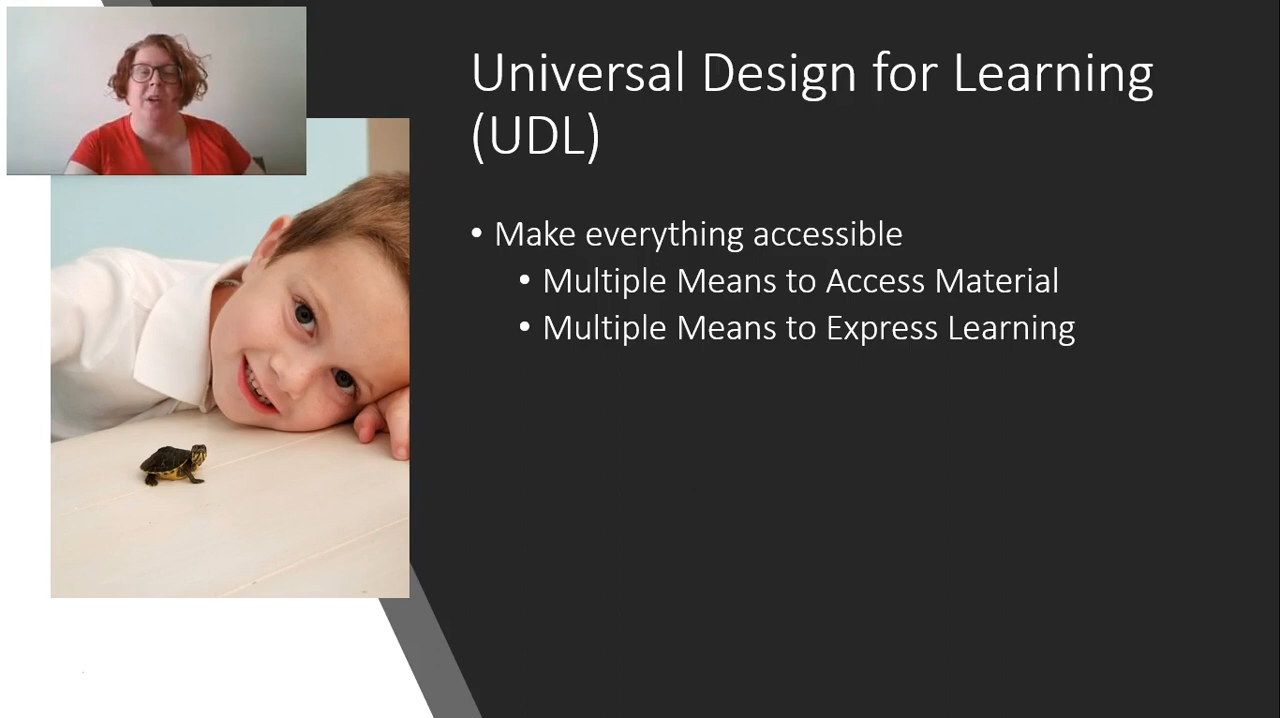 Universal Design for Learning
(UDL)
• Make everything accessible
• Multiple Means to Access Material
• Multiple Means to Express Learning